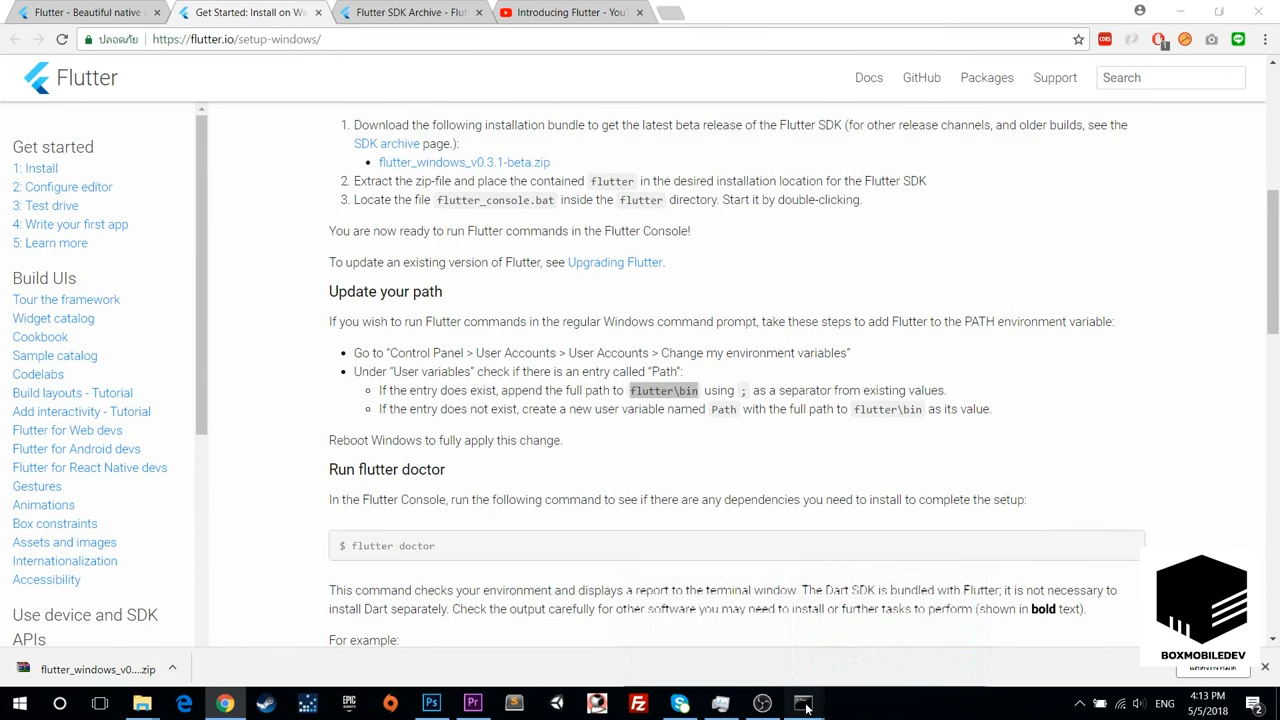 Flutter - Beautiful native
Get Started: Install on Wi
Flutter SDK Archive - Flut
Introducing Flutter - You
ปลอดภัย
https://flutter.io/setup-windows/
CORS
1
Flutter
Docs
GitHub
Packages
Support
Search
Get started
1: Install
2: Configure editor
3: Test drive
4: Write your first app
5: Learn more
Build UIs
Tour the framework
Widget catalog
Cookbook
Sample catalog
Codelabs
Build layouts - Tutorial
Add interactivity - Tutorial
Flutter for Web devs
Flutter for Android devs
Flutter for React Native devs
Gestures
Animations
Box constraints
Assets and images
Internationalization
Accessibility
Use device and SDK
APIs
1. Download the following installation bundle to get the latest beta release of the Flutter SDK (for other release channels, and older builds, see the
SDK archive page.):
flutter_windows_v0.3.1-beta.zip
2. Extract the zip-file and place the contained flutter in the desired installation location for the Flutter SDK
3. Locate the file flutter_console.bat inside the flutter directory. Start it by double-clicking.
You are now ready to run Flutter commands in the Flutter Console!
To update an existing version of Flutter, see Upgrading Flutter.
Update your path
If you wish to run Flutter commands in the regular Windows command prompt, take these steps to add Flutter to the PATH environment variable:
Go to "Control Panel > User Accounts > User Accounts > Change my environment variables"
Under "User variables" check if there is an entry called "Path":
If the entry does exist, append the full path to flutter\bin using ; as a separator from existing values.
If the entry does not exist, create a new user variable named Path with the full path to flutter\bin as its value.
Reboot Windows to fully apply this change.
Run flutter doctor
In the Flutter Console, run the following command to see if there are any dependencies you need to install to complete the setup:
$ flutter doctor
This command checks your environment and displays a report to the terminal window. The Dart SDK is bundled with Flutter; it is not necessary to
install Dart separately. Check the output carefully for other software you may need to install or further tasks to perform (shown in bold text).
For example:
BOXMOBILEDEV
flutter_windows_v0....zip
EPIC
GAMES
Ps
Pr
S
Fz
ENG
4:13 PM
5/5/2018
2